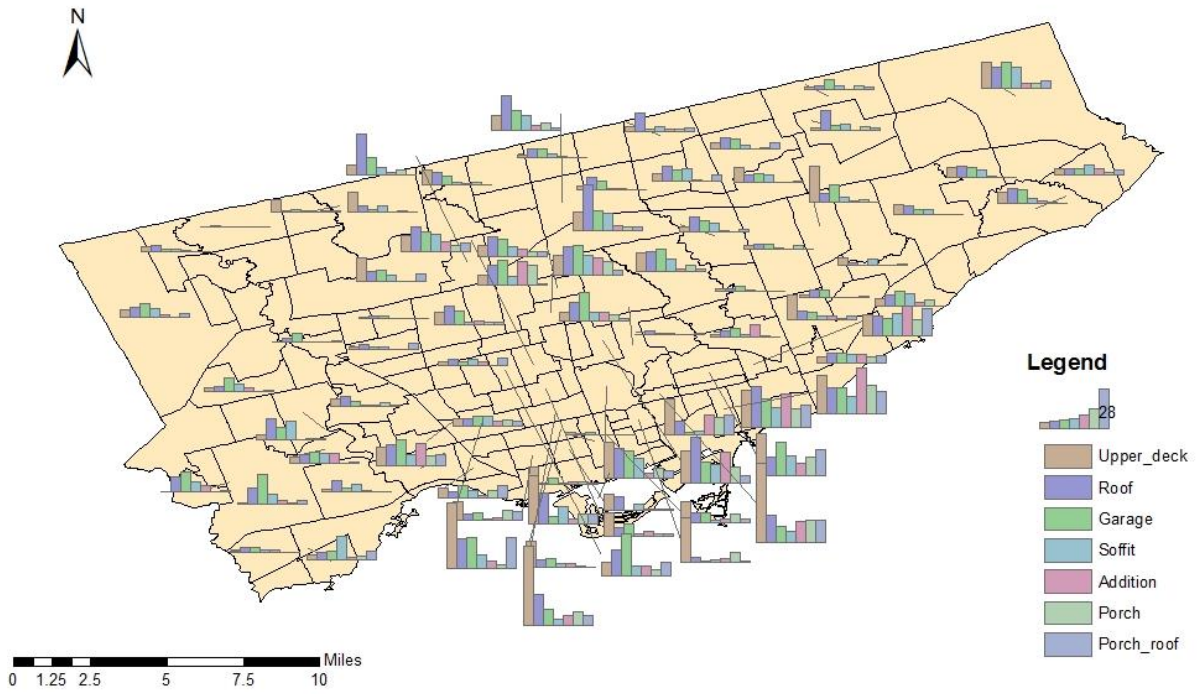 N
Legend
28
Upper_deck
Roof
Garage
Soffit
Addition
Porch
Porch_roof
Miles
0 1.25 2.5 5 7.5 10